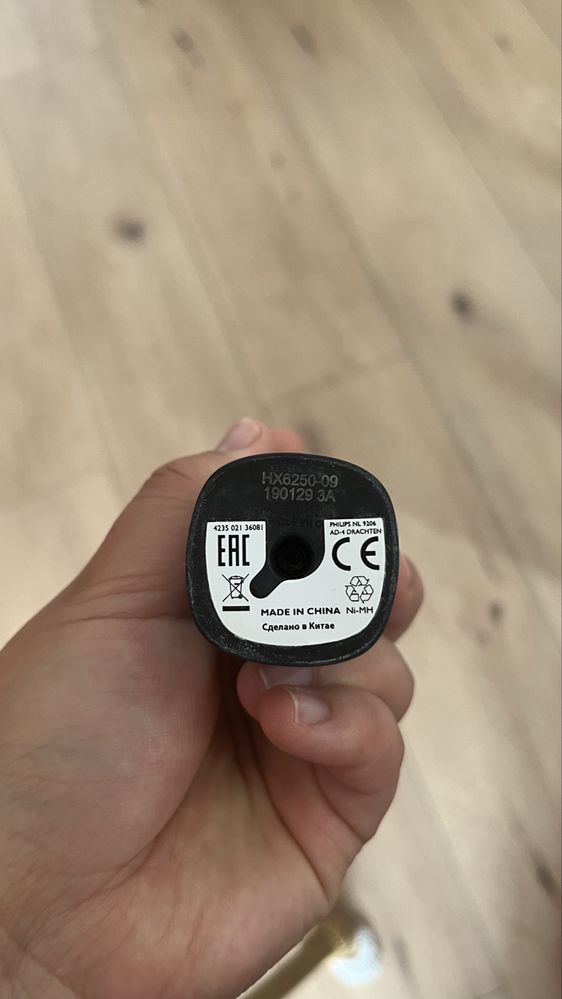 HX6250-09
190129 3A
4235 021 36081
PHILIPS NL 9206
AD-4 DRACHTEN
EAC
CE
MADE IN CHINA Ni-MH
Сделано в Китае